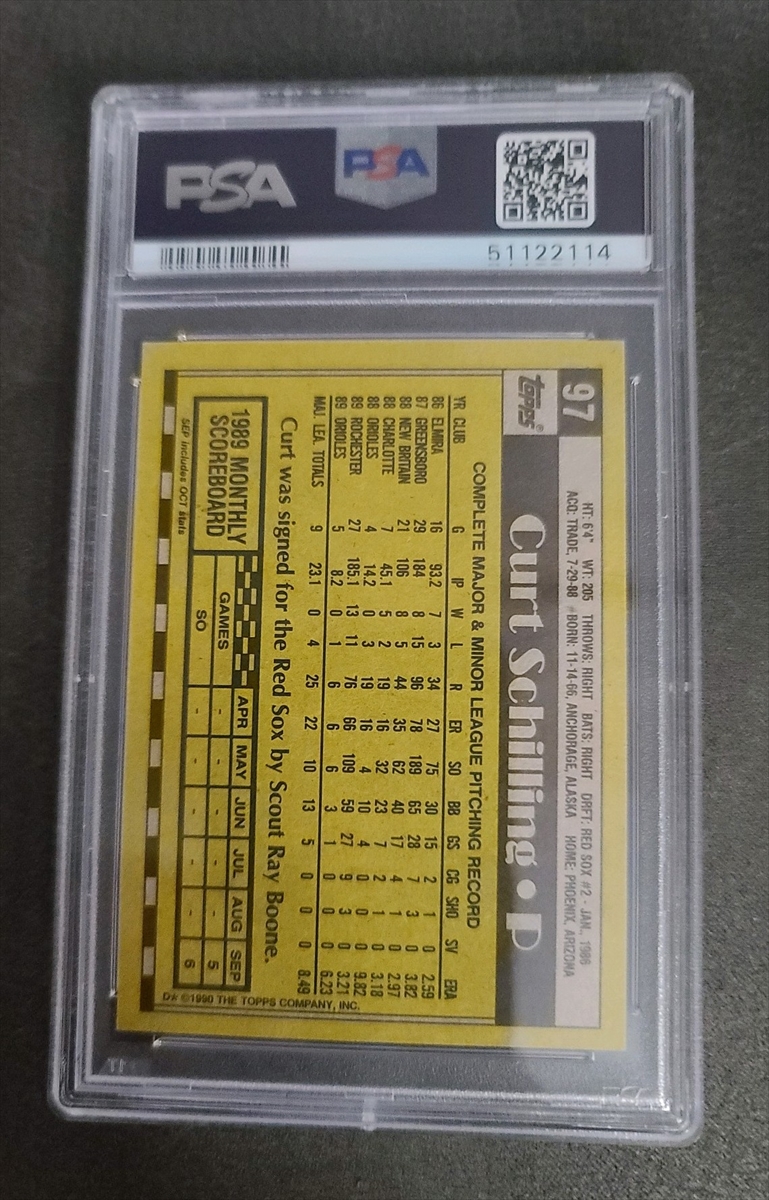 PSA
PSA
51122114
97
Topps
HT: 6'4" WT: 205 THROWS: RIGHT BATS: RIGHT DRFT: RED SOX #2 - JAN., 1986
ACQ: TRADE, 7-29-88 BORN: 11-14-66, ANCHORAGE, ALASKA HOME: PHOENIX, ARIZONA
Curt Schilling • P
COMPLETE MAJOR & MINOR LEAGUE PITCHING RECORD
YR CLUB G IP W L R ER SO BB GS CG SHO SV ERA
86 ELMIRA 16 93.2 7 3 34 27 75 30 15 2 1 0 2.59
87 GREENSBORO 29 184 8 15 96 78 189 65 28 7 3 0 3.82
88 NEW BRITAIN 21 106 8 5 44 35 62 40 17 4 1 0 2.97
88 CHARLOTTE 7 45.1 5 2 19 16 32 23 7 2 1 0 3.18
88 ORIOLES 4 14.2 0 3 19 16 4 10 4 0 0 0 9.82
89 ROCHESTER 27 185.1 13 11 76 66 109 59 27 9 3 0 3.21
89 ORIOLES 5 8.2 0 1 6 6 6 3 1 0 0 0 6.23
MAJ. LEA. TOTALS 9 23.1 0 4 25 22 10 13 5 0 0 0 8.49
Curt was signed for the Red Sox by Scout Ray Boone.
1989 MONTHLY
SCOREBOARD
APR MAY JUN JUL AUG SEP
GAMES - - - - - 5
SO - - - - - 6
SEP includes OCT stats
D* ©1990 THE TOPPS COMPANY, INC.